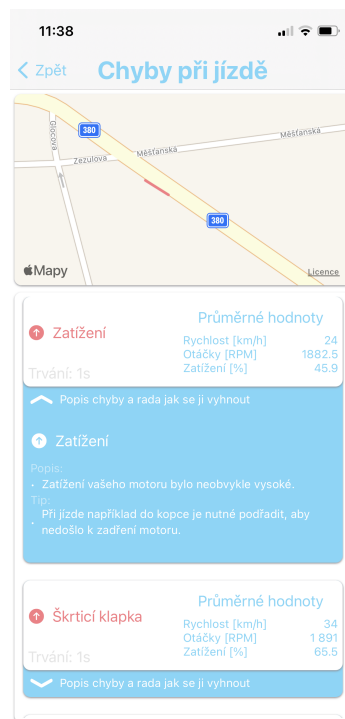 11:38
Zpět
Chyby při jízdě
380
Glocova
Zezulova
Měšťanská
Měšťanská
380
Mapy
Licence
Zatížení
Trvání: 1s
Průměrné hodnoty
Rychlost [km/h] 24
Otáčky [RPM] 1882.5
Zatížení [%] 45.9
Popis chyby a rada jak se ji vyhnout
Zatížení
Popis:
· Zatížení vašeho motoru bylo neobvykle vysoké.
Tip:
· Při jízde například do kopce je nutné podřadit, aby
nedošlo k zadření motoru.
Škrticí klapka
Trvání: 1s
Průměrné hodnoty
Rychlost [km/h] 34
Otáčky [RPM] 1 891
Zatížení [%] 65.5
Popis chyby a rada jak se ji vyhnout